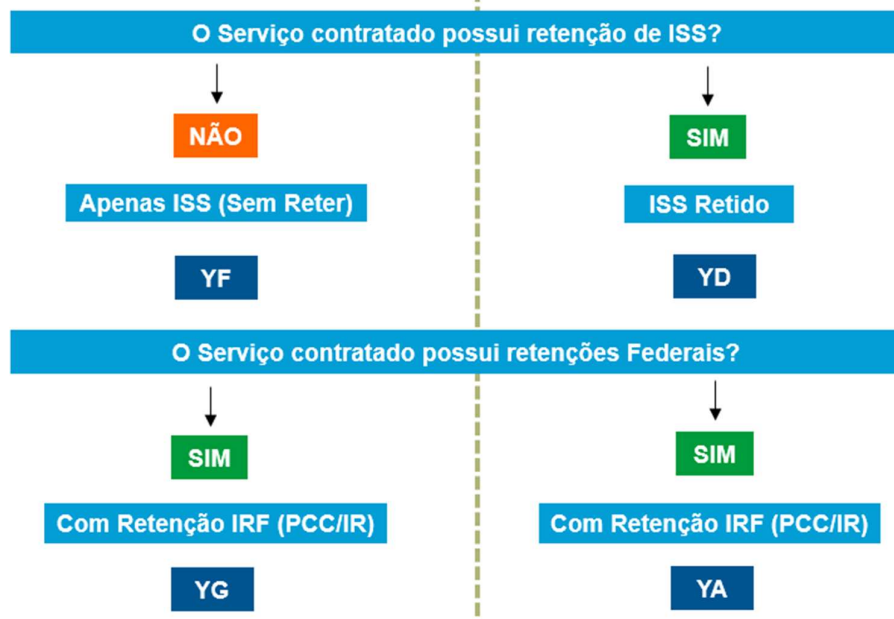 O Serviço contratado possui retenção de ISS?
NÃO
SIM
Apenas ISS (Sem Reter)
ISS Retido
YF
YD
O Serviço contratado possui retenções Federais?
SIM
SIM
Com Retenção IRF (PCC/IR)
Com Retenção IRF (PCC/IR)
YG
YA